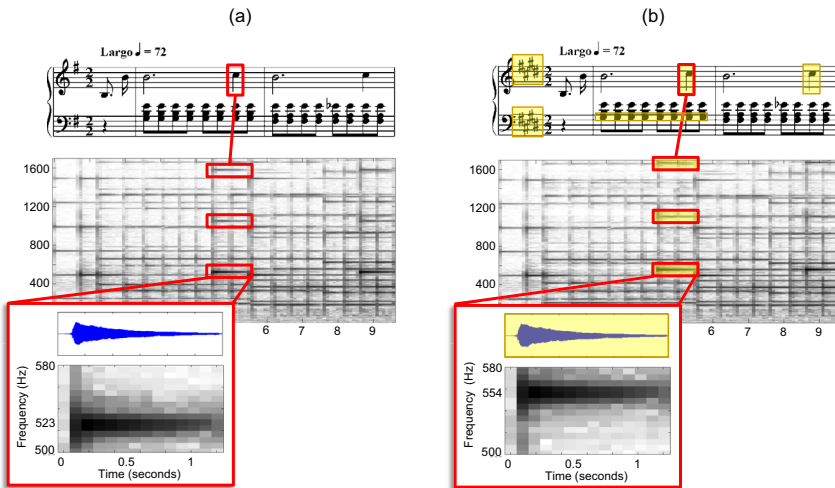 (a)
Largo ♩ = 72
1600
1200
800
400
6 7 8 9
580
523
500
Frequency (Hz)
0 0.5 1
Time (seconds)
(b)
Largo ♩ = 72
1600
1200
800
400
6 7 8 9
580
554
500
Frequency (Hz)
0 0.5 1
Time (seconds)